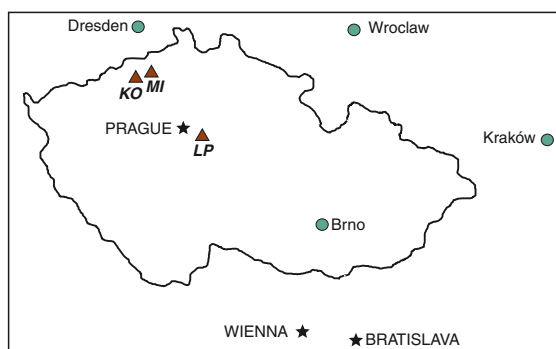 Dresden
Wroclaw
KO
MI
PRAGUE
LP
Kraków
Brno
WIENNA
BRATISLAVA